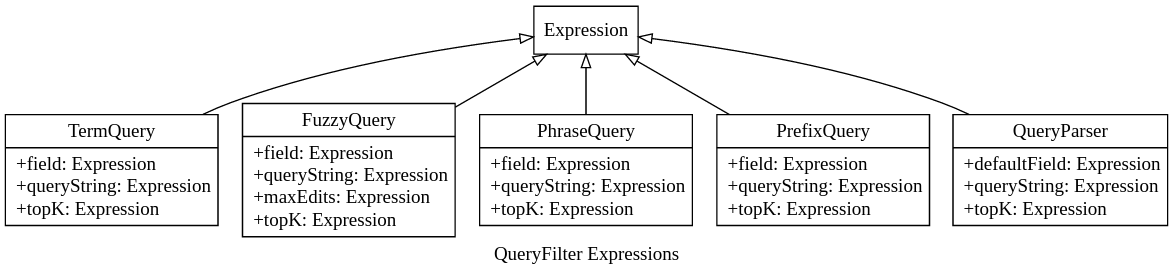 Expression
TermQuery
+field: Expression
+queryString: Expression
+topK: Expression
FuzzyQuery
+field: Expression
+queryString: Expression
+maxEdits: Expression
+topK: Expression
PhraseQuery
+field: Expression
+queryString: Expression
+topK: Expression
PrefixQuery
+field: Expression
+queryString: Expression
+topK: Expression
QueryParser
+defaultField: Expression
+queryString: Expression
+topK: Expression
QueryFilter Expressions